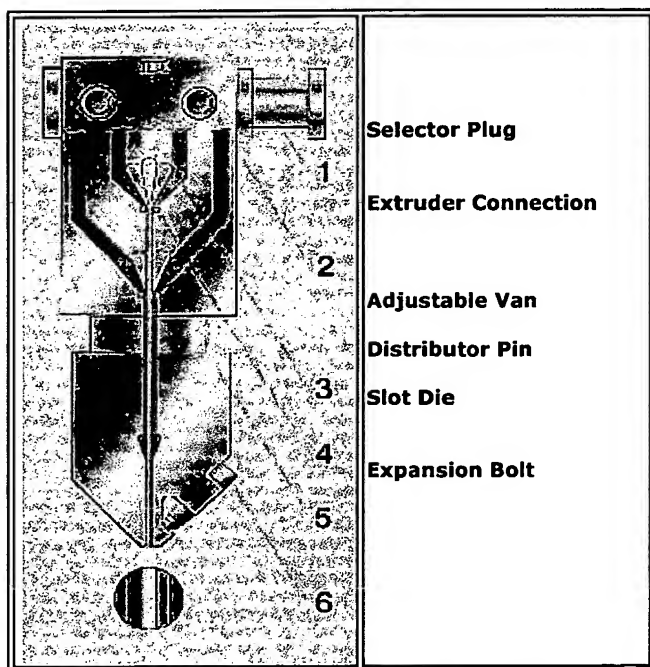 Selector Plug
1
Extruder Connection
2
Adjustable Van
Distributor Pin
3
Slot Die
4
Expansion Bolt
5
6